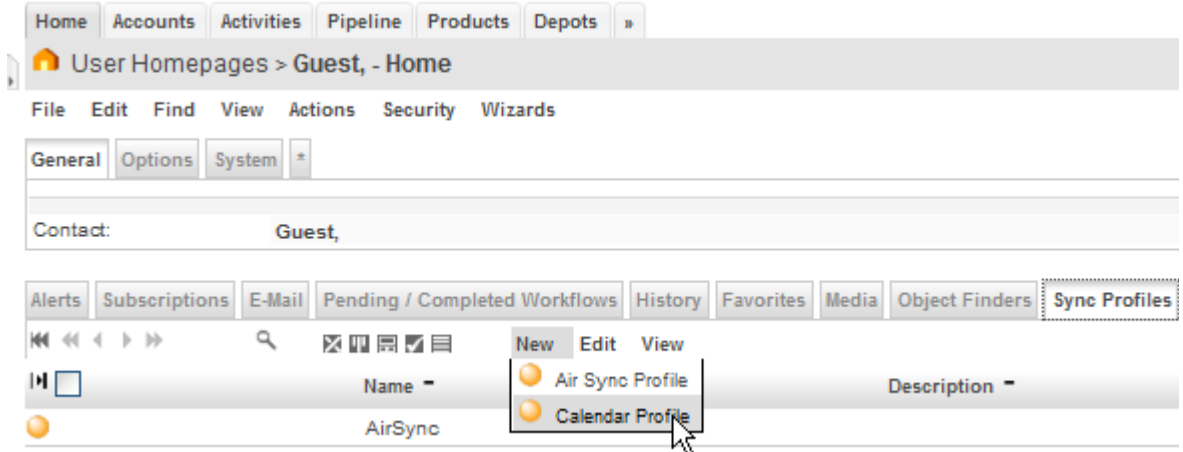 Home Accounts Activities Pipeline Products Depots »
User Homepages > Guest, - Home
File Edit Find View Actions Security Wizards
General Options System *
Contact: Guest,
Alerts Subscriptions E-Mail Pending / Completed Workflows History Favorites Media Object Finders Sync Profiles
New Edit View
Air Sync Profile
Name Description
Calendar Profile
AirSync